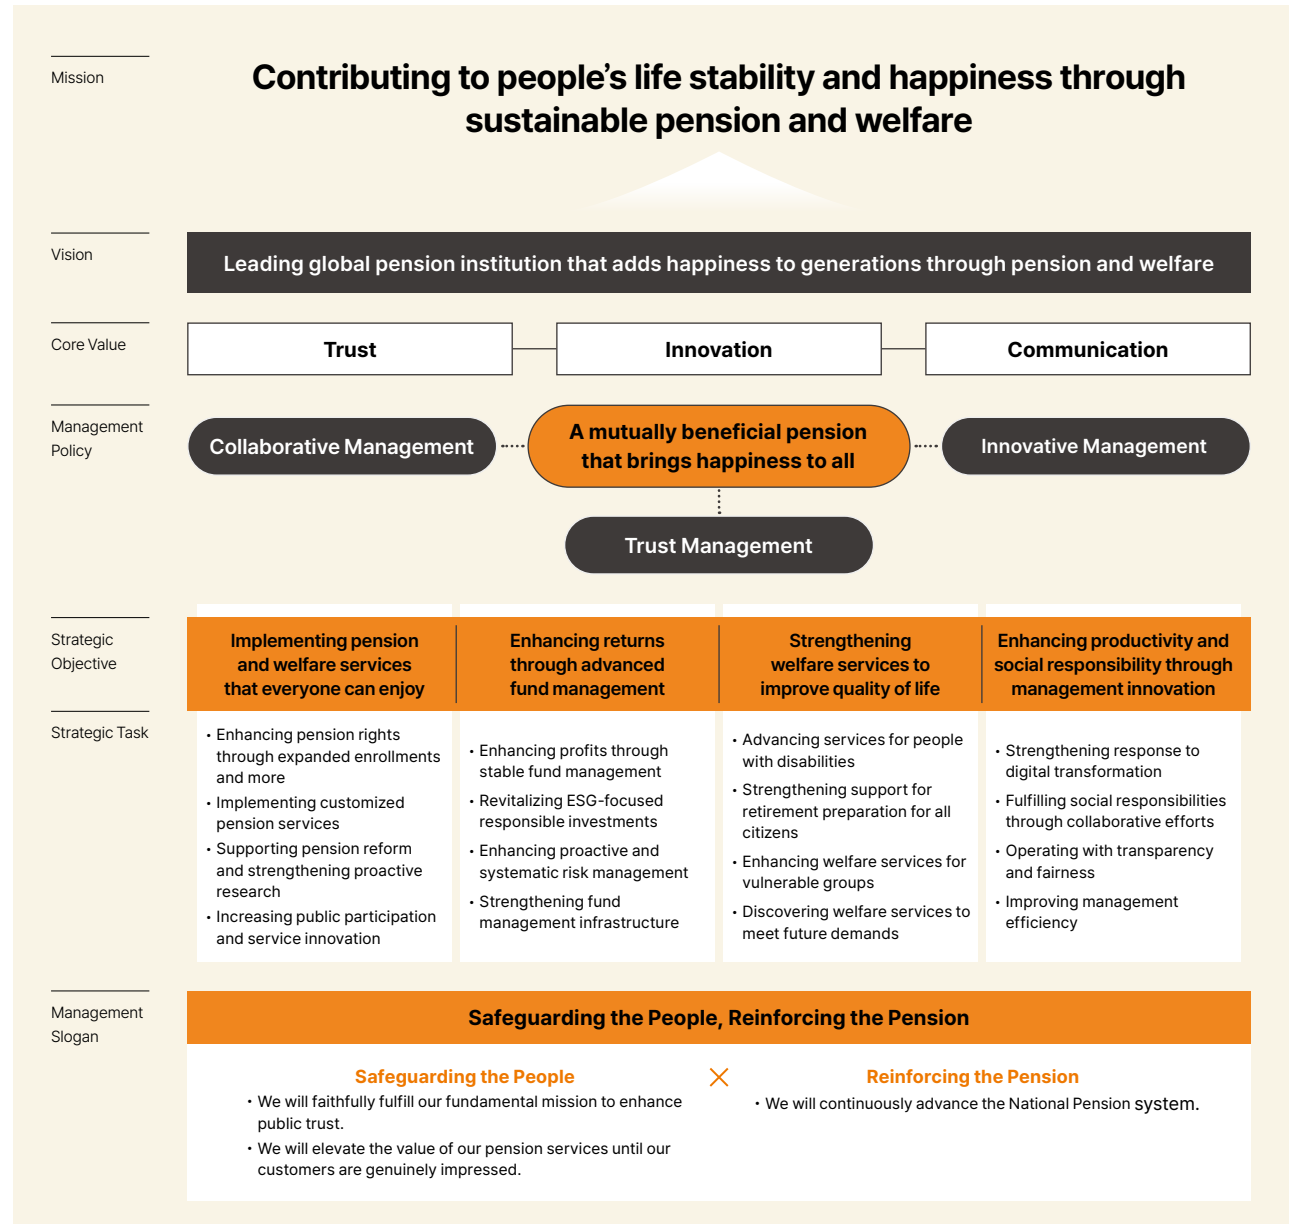 Mission
Contributing to people's life stability and happiness through
sustainable pension and welfare
Vision
Leading global pension institution that adds happiness to generations through pension and welfare
Core Value
Trust
Innovation
Communication
Management
Policy
Collaborative Management
A mutually beneficial pension
that brings happiness to all
Innovative Management
Trust Management
Strategic
Objective
Implementing pension
and welfare services
that everyone can enjoy
Enhancing returns
through advanced
fund management
Strengthening
welfare services to
improve quality of life
Enhancing productivity and
social responsibility through
management innovation
Strategic Task
• Enhancing pension rights
through expanded enrollments
and more
• Implementing customized
pension services
• Supporting pension reform
and strengthening proactive
research
• Increasing public participation
and service innovation
• Enhancing profits through
stable fund management
• Revitalizing ESG-focused
responsible investments
• Enhancing proactive and
systematic risk management
• Strengthening fund
management infrastructure
• Advancing services for people
with disabilities
• Strengthening support for
retirement preparation for all
citizens
• Enhancing welfare services for
vulnerable groups
• Discovering welfare services to
meet future demands
• Strengthening response to
digital transformation
• Fulfilling social responsibilities
through collaborative efforts
• Operating with transparency
and fairness
• Improving management
efficiency
Management
Slogan
Safeguarding the People, Reinforcing the Pension
Safeguarding the People
• We will faithfully fulfill our fundamental mission to enhance
public trust.
• We will elevate the value of our pension services until our
customers are genuinely impressed.
Reinforcing the Pension
• We will continuously advance the National Pension system.